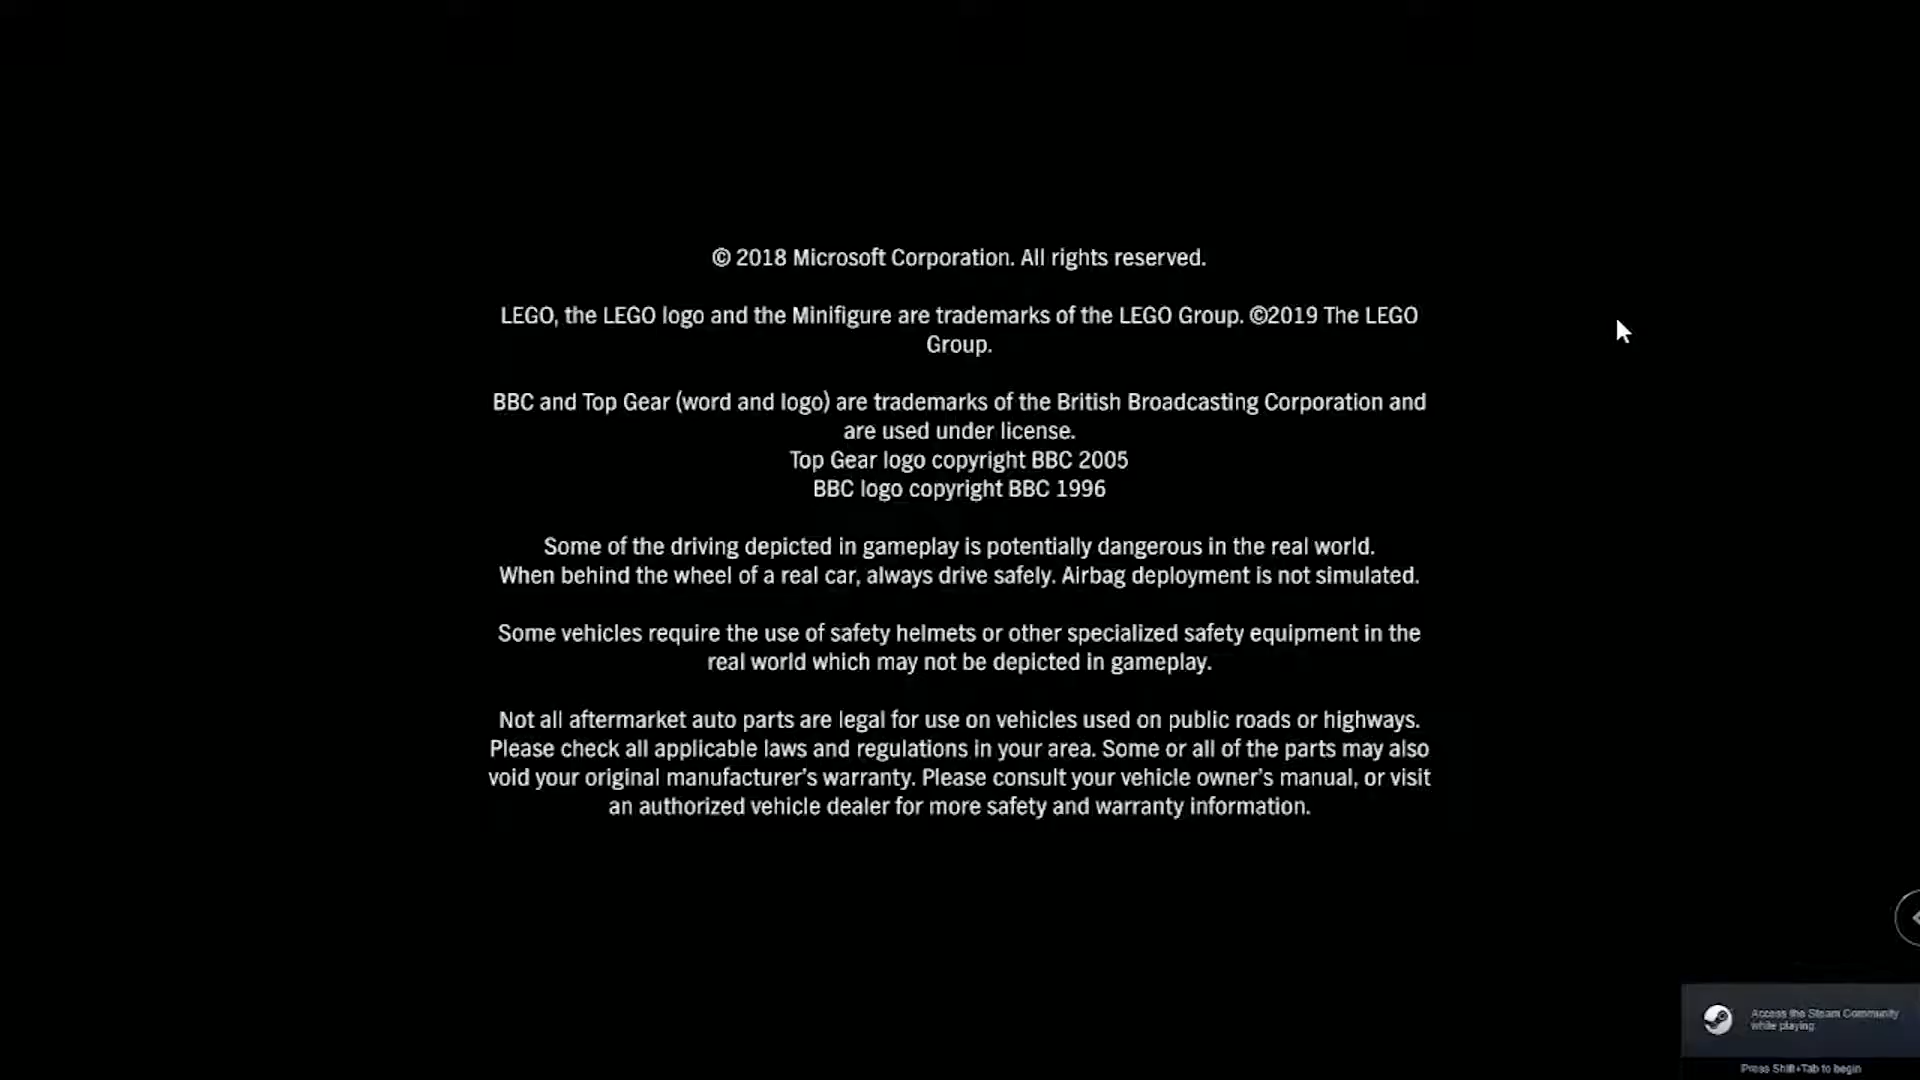 © 2018 Microsoft Corporation. All rights reserved.
LEGO, the LEGO logo and the Minifigure are trademarks of the LEGO Group. ©2019 The LEGO
Group.
BBC and Top Gear (word and logo) are trademarks of the British Broadcasting Corporation and
are used under license.
Top Gear logo copyright BBC 2005
BBC logo copyright BBC 1996
Some of the driving depicted in gameplay is potentially dangerous in the real world.
When behind the wheel of a real car, always drive safely. Airbag deployment is not simulated.
Some vehicles require the use of safety helmets or other specialized safety equipment in the
real world which may not be depicted in gameplay.
Not all aftermarket auto parts are legal for use on vehicles used on public roads or highways.
Please check all applicable laws and regulations in your area. Some or all of the parts may also
void your original manufacturer's warranty. Please consult your vehicle owner's manual, or visit
an authorized vehicle dealer for more safety and warranty information.
Access the Steam Community
while playing.
Press Shift+Tab to begin